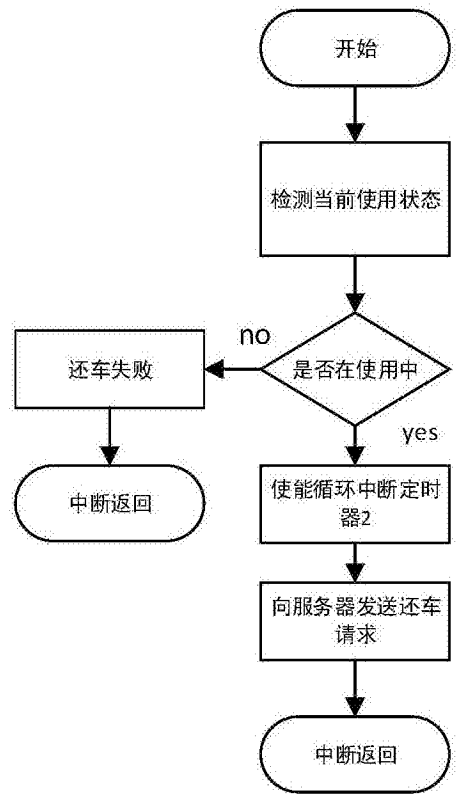 开始
检测当前使用状态
是否在使用中
no
还车失败
中断返回
yes
使能循环中断定时
器2
向服务器发送还车
请求
中断返回